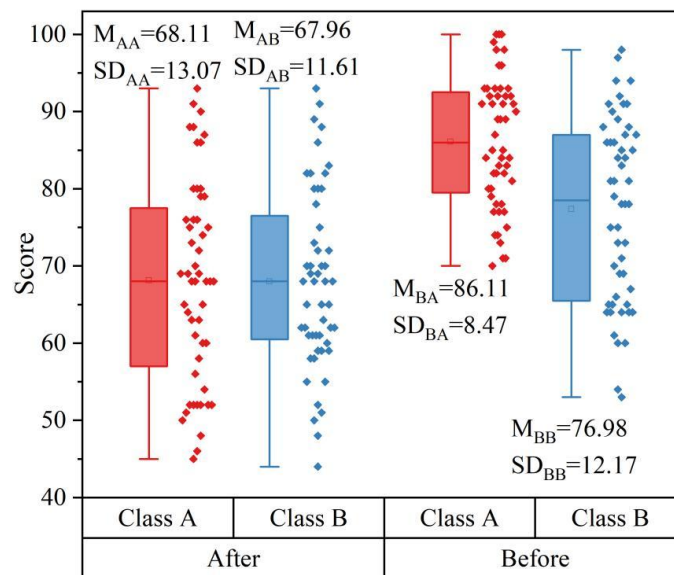 100
90
80
70
60
50
40
Score
M_AA=68.11
SD_AA=13.07
M_AB=67.96
SD_AB=11.61
M_BA=86.11
SD_BA=8.47
M_BB=76.98
SD_BB=12.17
Class A
Class B
Class A
Class B
After
Before